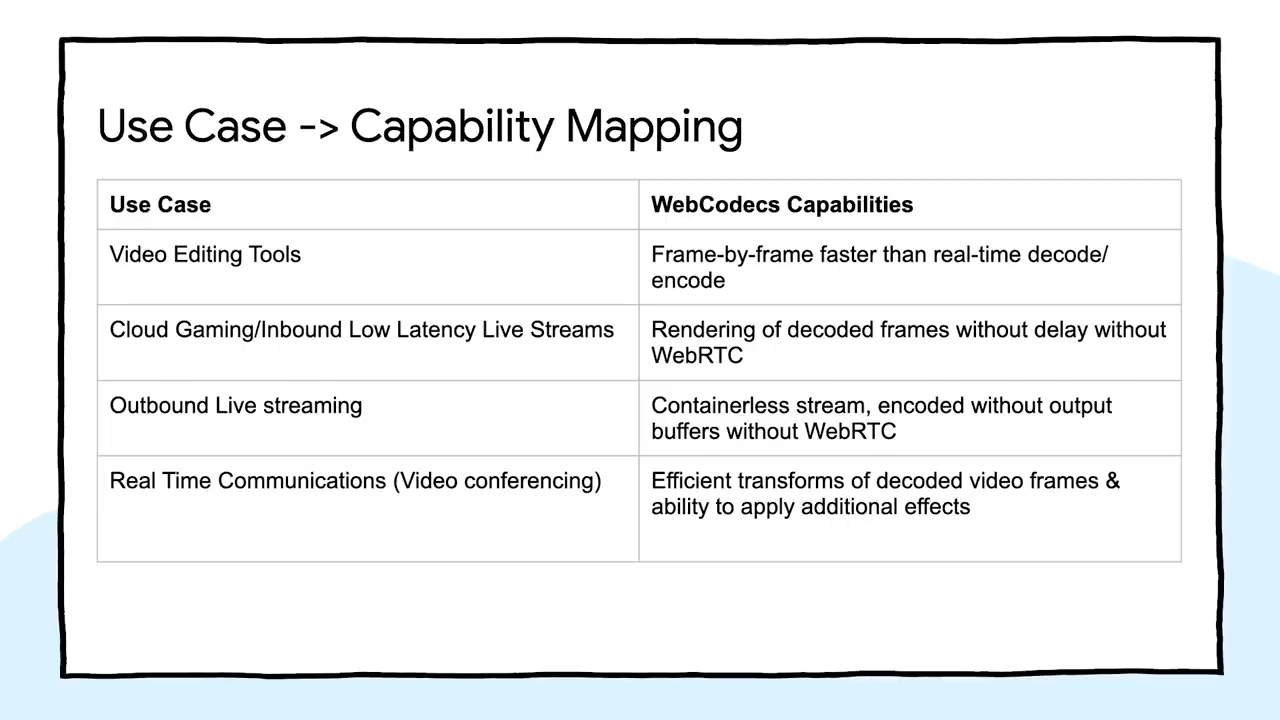 Use Case -> Capability Mapping
Use Case
WebCodecs Capabilities
Video Editing Tools
Frame-by-frame faster than real-time decode/
encode
Cloud Gaming/Inbound Low Latency Live Streams
Rendering of decoded frames without delay without
WebRTC
Outbound Live streaming
Containerless stream, encoded without output
buffers without WebRTC
Real Time Communications (Video conferencing)
Efficient transforms of decoded video frames &
ability to apply additional effects